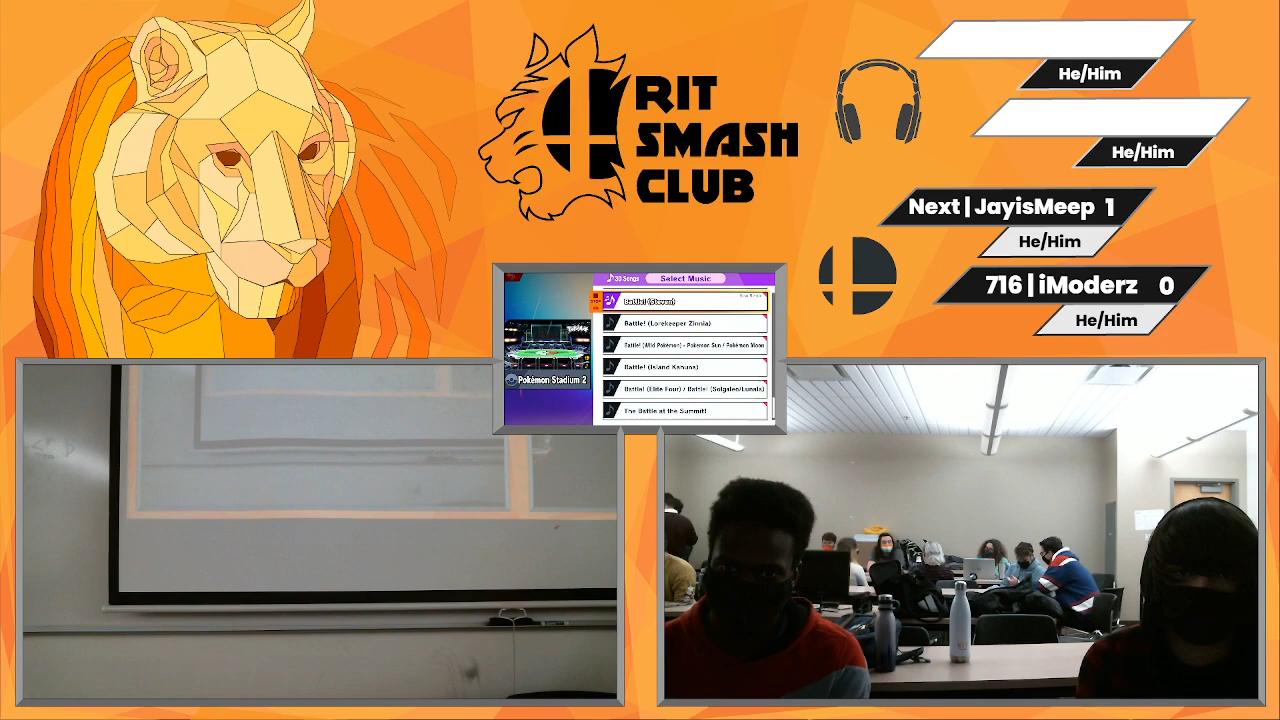 RIT
SMASH
CLUB
He/Him
He/Him
Next | JayisMeep 1
He/Him
716 | iModerz 0
He/Him
Select Music
Battle! (Steven)
Battle! (Lorekeeper Zinnia)
Battle! (Wild Pokémon) - Pokémon Sun / Pokémon Moon
Battle! (Island Kahuna)
Battle! (Elite Four) / Battle! (Solgaleo/Lunala)
The Battle at the Summit!
Pokémon Stadium 2